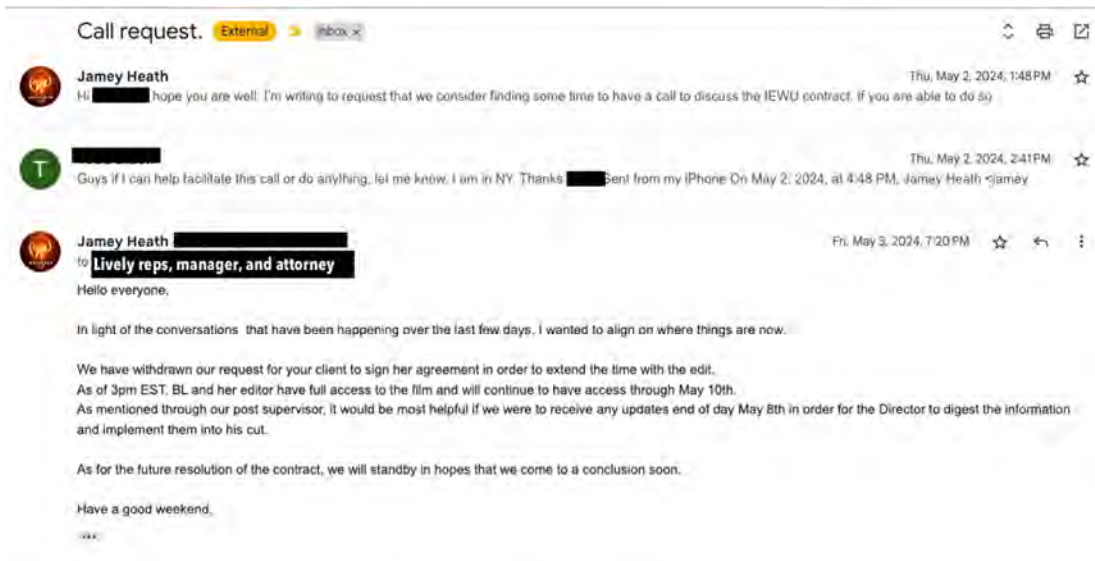 Call request. External Inbox x
Jamey Heath Thu, May 2, 2024, 1:48 PM
Hi hope you are well. I'm writing to request that we consider finding some time to have a call to discuss the IEWU contract. If you are able to do so
T Thu, May 2, 2024, 2:41 PM
Guys if I can help facilitate this call or do anything, let me know. I am in NY. Thanks Sent from my iPhone On May 2, 2024, at 4:48 PM, Jamey Heath <jamey
Jamey Heath Fri, May 3, 2024, 7:20 PM
to Lively reps, manager, and attorney
Hello everyone,
In light of the conversations that have been happening over the last few days, I wanted to align on where things are now.
We have withdrawn our request for your client to sign her agreement in order to extend the time with the edit.
As of 3pm EST, BL and her editor have full access to the film and will continue to have access through May 10th.
As mentioned through our post supervisor, it would be most helpful if we were to receive any updates end of day May 8th in order for the Director to digest the information
and implement them into his cut.
As for the future resolution of the contract, we will standby in hopes that we come to a conclusion soon.
Have a good weekend,
...